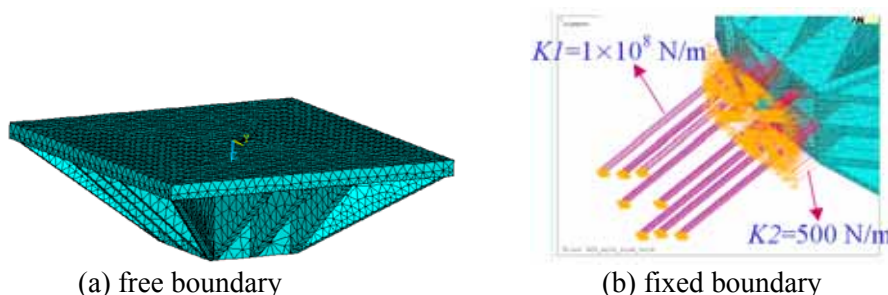 K1=1×10⁸ N/m
K2=500 N/m
(a) free boundary
(b) fixed boundary